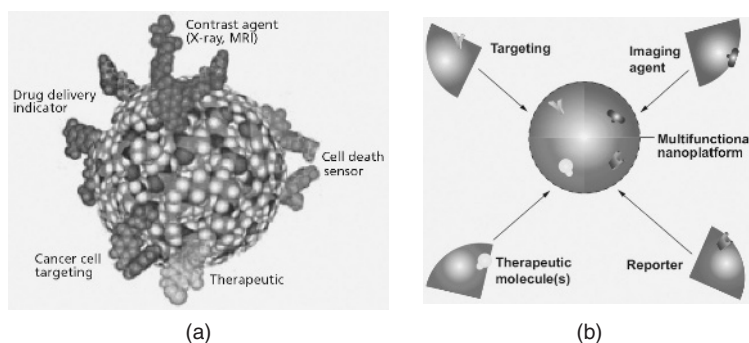 Contrast agent
(X-ray, MRI)
Drug delivery
indicator
Cell death
sensor
Cancer cell
targeting
Therapeutic
(a)
Targeting
Imaging
agent
Multifunctiona
nanoplatform
Therapeutic
molecule(s)
Reporter
(b)